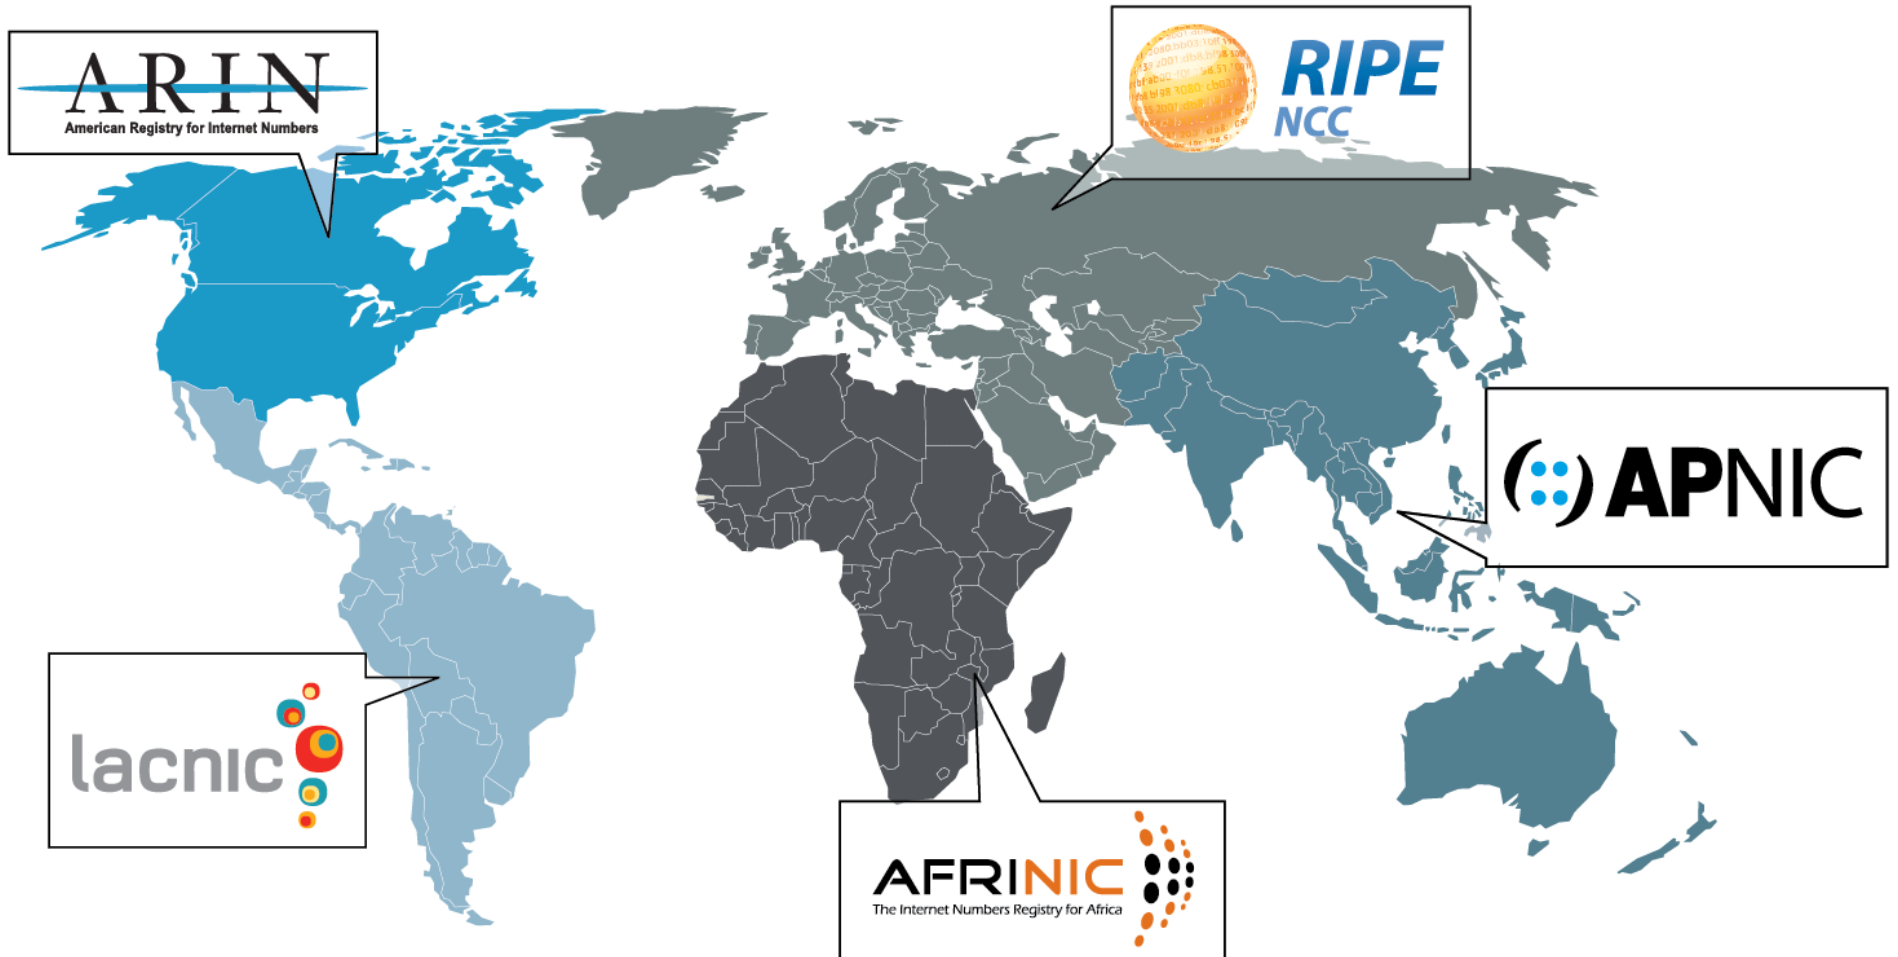 ARIN
American Registry for Internet Numbers
RIPE
NCC
APNIC
lacnic
AFRINIC
The Internet Numbers Registry for Africa